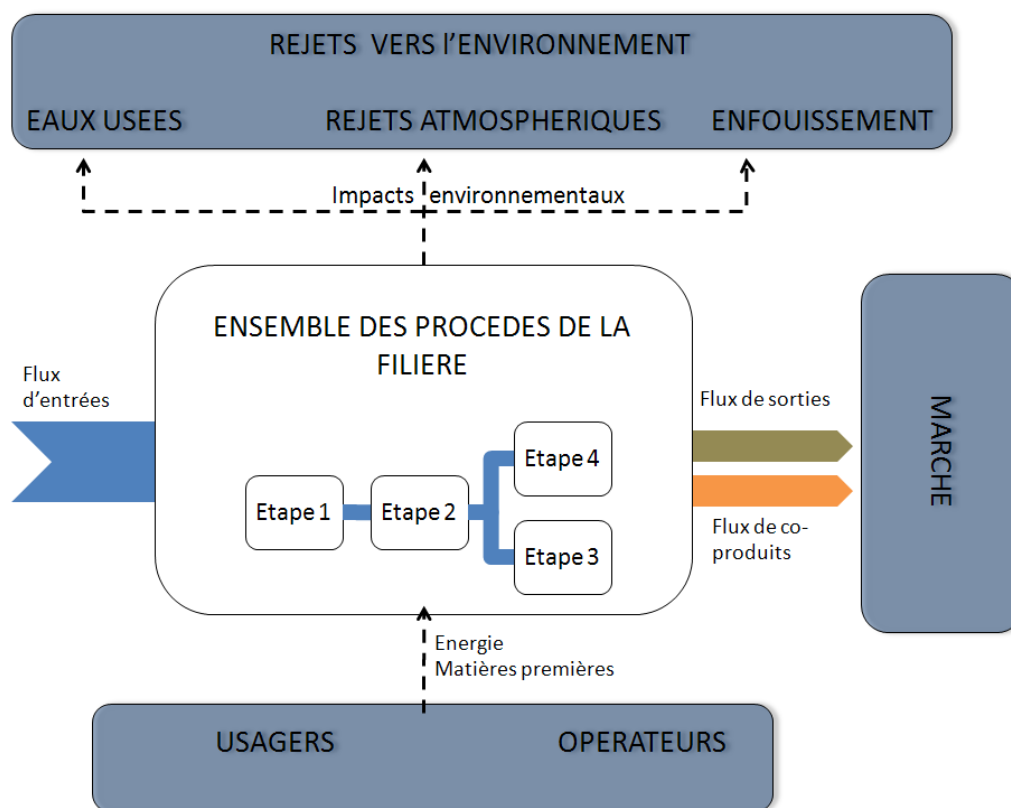 REJETS VERS l'ENVIRONNEMENT
EAUX USEES
REJETS ATMOSPHERIQUES
ENFOUISSEMENT
Impacts environnementaux
ENSEMBLE DES PROCEDES DE LA
FILIERE
Flux
d'entrées
Flux de sorties
MARCHE
Etape 4
Etape 1
Etape 2
Etape 3
Flux de co-
produits
Energie
Matières premières
USAGERS
OPERATEURS